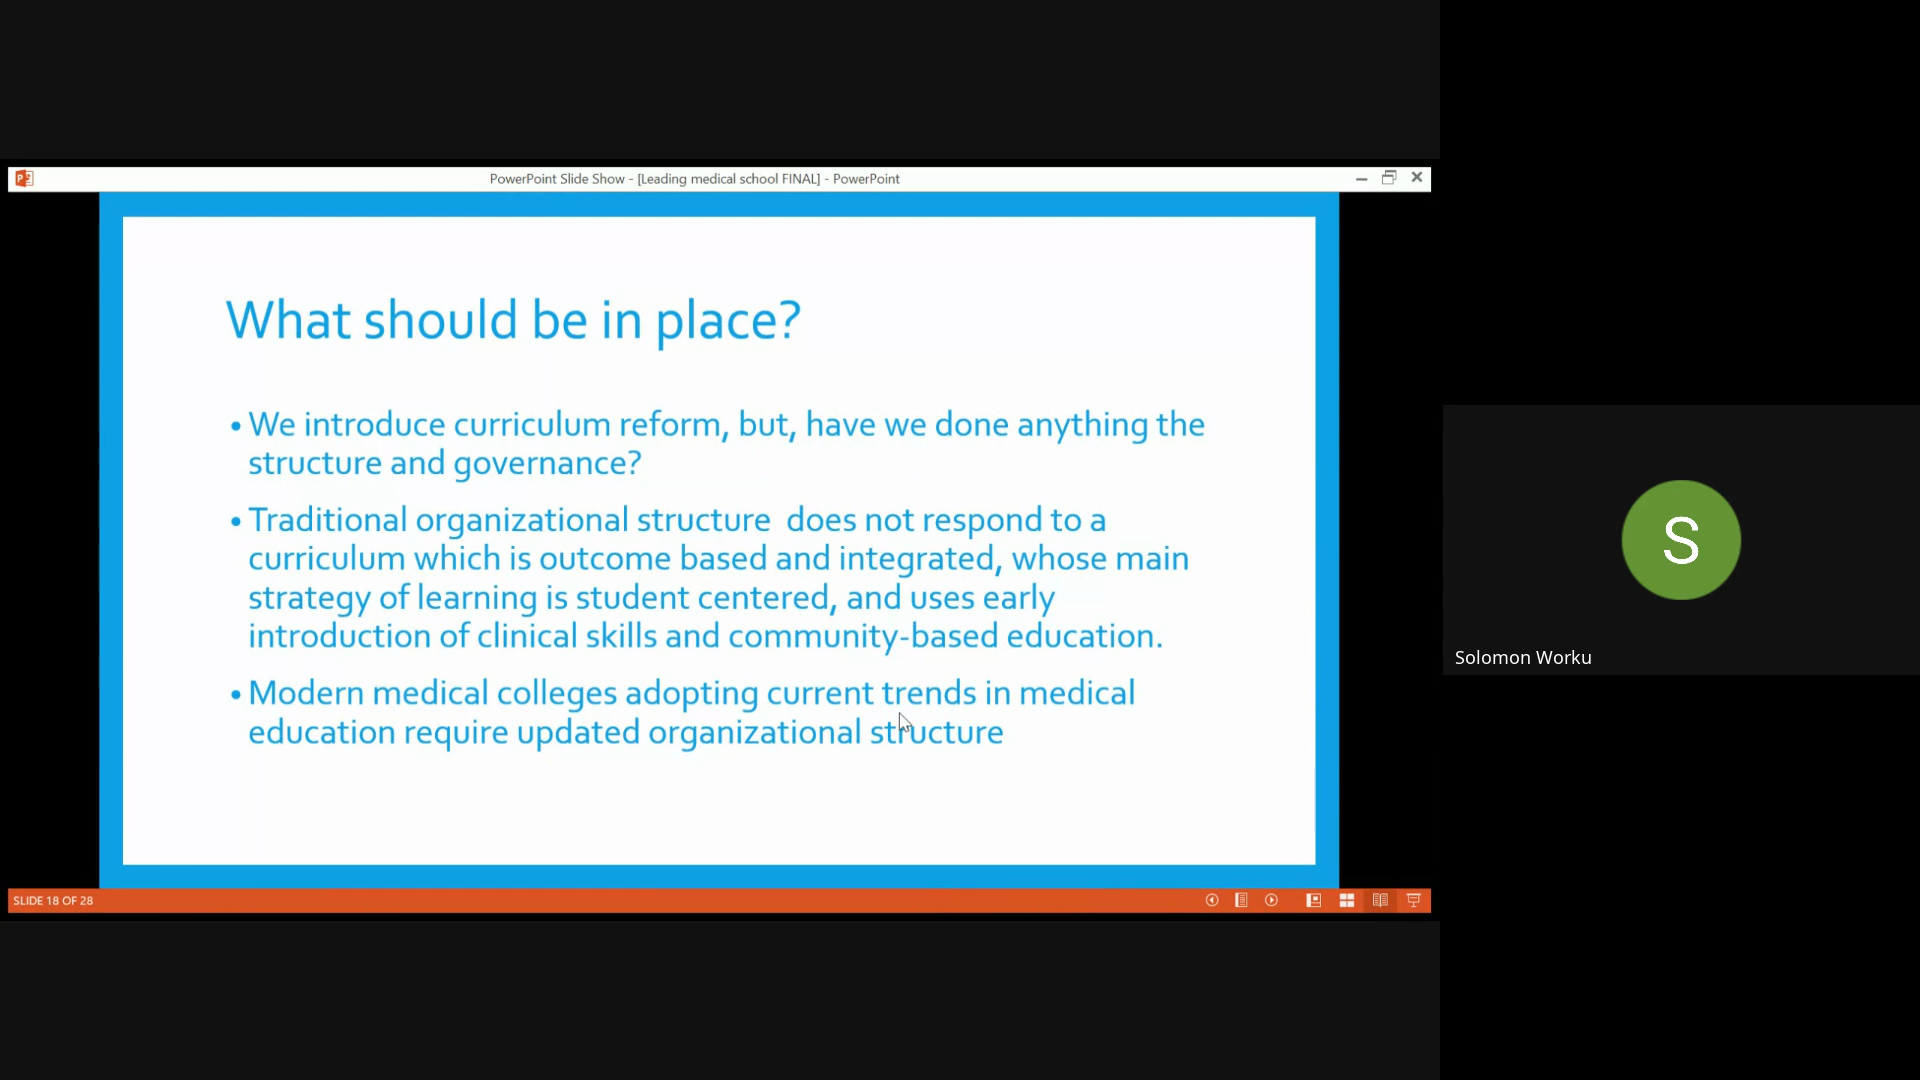 PowerPoint Slide Show - [Leading medical school FINAL] - PowerPoint
What should be in place?
• We introduce curriculum reform, but, have we done anything the
structure and governance?
• Traditional organizational structure does not respond to a
curriculum which is outcome based and integrated, whose main
strategy of learning is student centered, and uses early
introduction of clinical skills and community-based education.
• Modern medical colleges adopting current trends in medical
education require updated organizational structure
SLIDE 18 OF 28
S
Solomon Worku